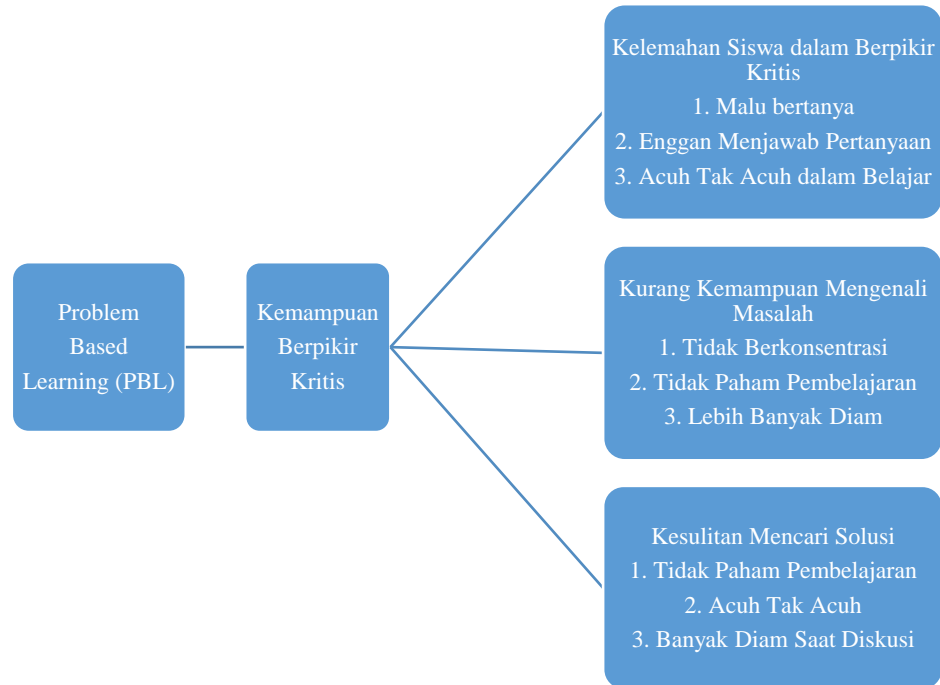 Problem
Based
Learning (PBL)
Kemampuan
Berpikir
Kritis
Kelemahan Siswa dalam Berpikir
Kritis
1. Malu bertanya
2. Enggan Menjawab Pertanyaan
3. Acuh Tak Acuh dalam Belajar
Kurang Kemampuan Mengenali
Masalah
1. Tidak Berkonsentrasi
2. Tidak Paham Pembelajaran
3. Lebih Banyak Diam
Kesulitan Mencari Solusi
1. Tidak Paham Pembelajaran
2. Acuh Tak Acuh
3. Banyak Diam Saat Diskusi